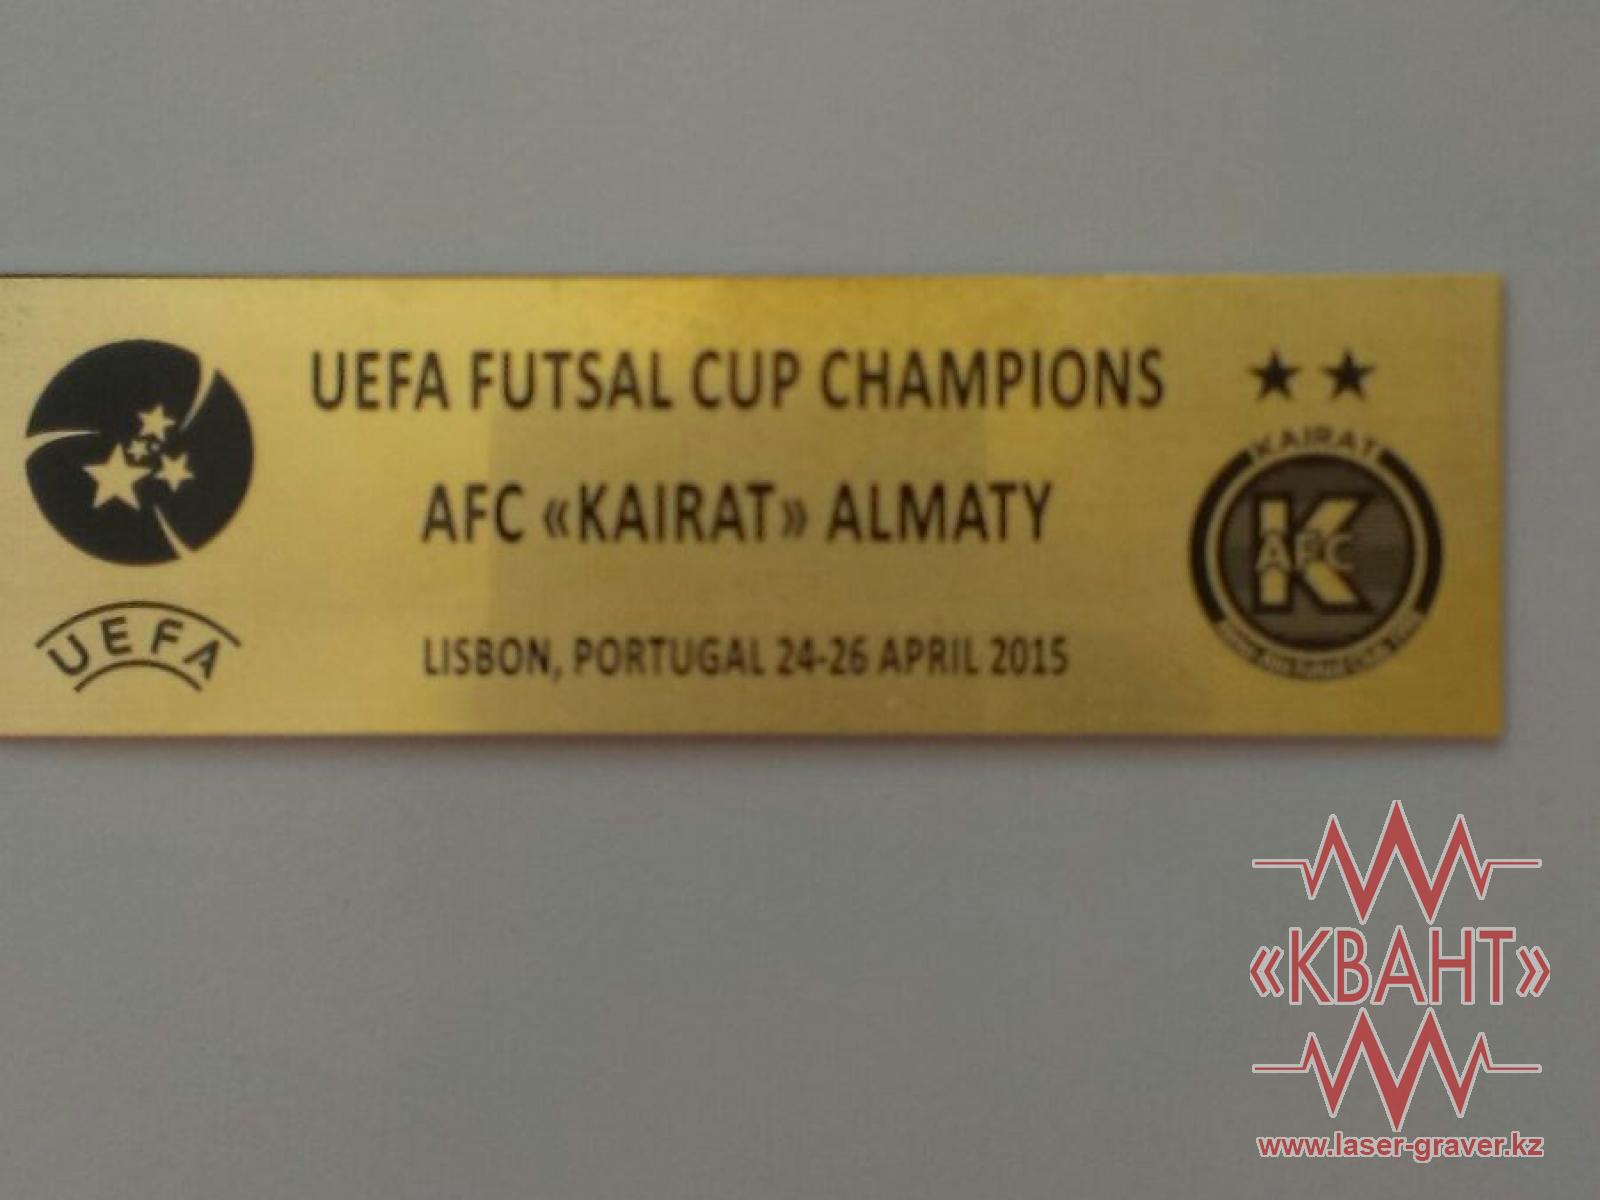 UEFA FUTSAL CUP CHAMPIONS
AFC «KAIRAT» ALMATY
LISBON, PORTUGAL 24-26 APRIL 2015
UEFA
KAIRAT
K
AFC
«КВАНТ»
www.laser-graver.kz